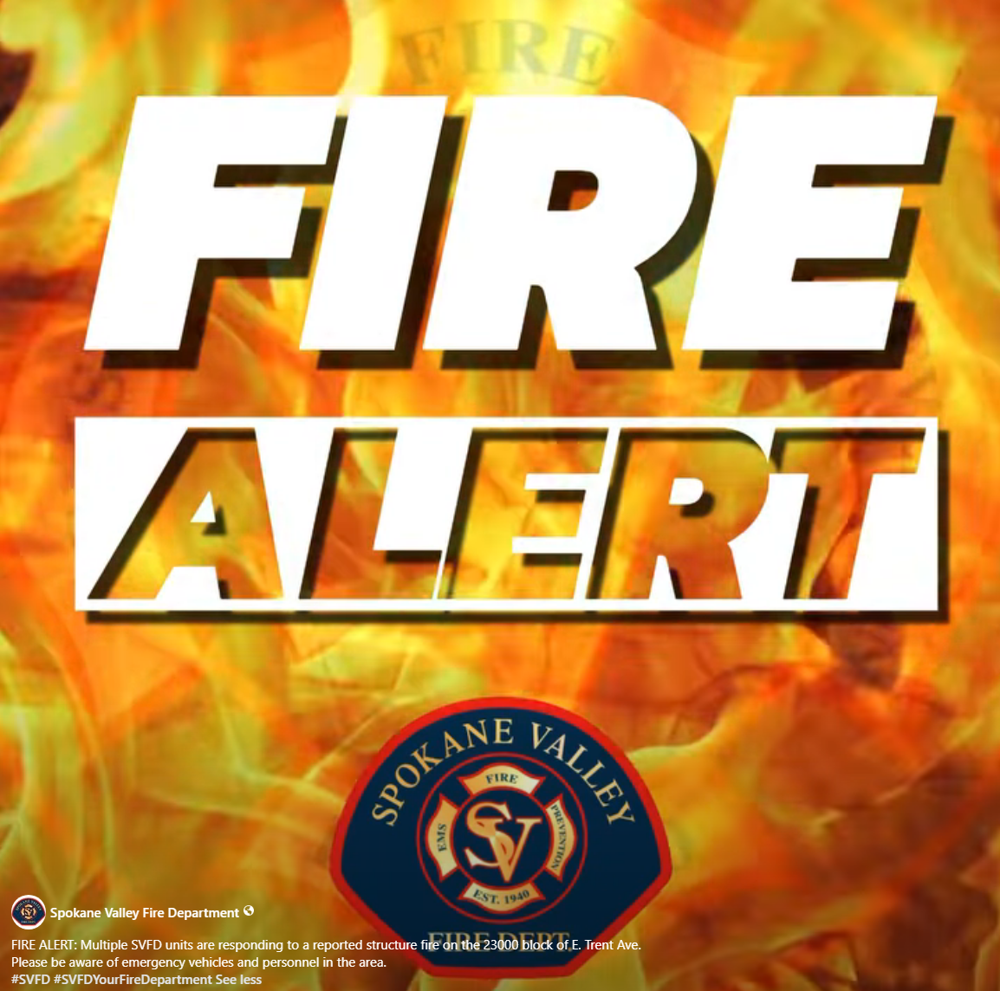 FIRE
FIRE
ALERT
SPOKANE VALLEY
FIRE
EMS
PREVENTION
SV
EST. 1940
FIRE DEPT
Spokane Valley Fire Department
FIRE ALERT: Multiple SVFD units are responding to a reported structure fire on the 23000 block of E. Trent Ave.
Please be aware of emergency vehicles and personnel in the area.
#SVFD #SVFDYourFireDepartment See less